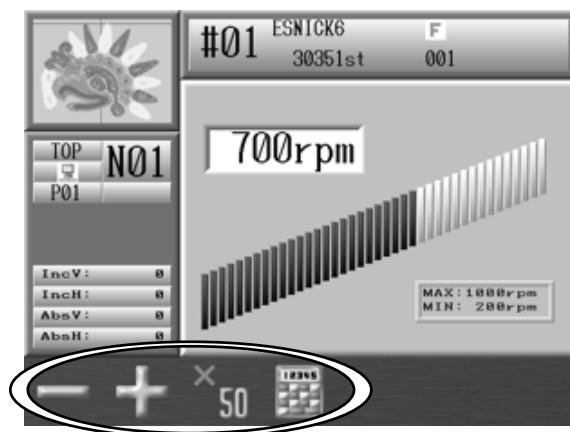 #01 ESNICK6 F
30351st 001
TOP N01
P01
700rpm
IncV: 0
IncH: 0
AbsV: 0
AbsH: 0
MAX:1000rpm
MIN: 200rpm
×50
12345